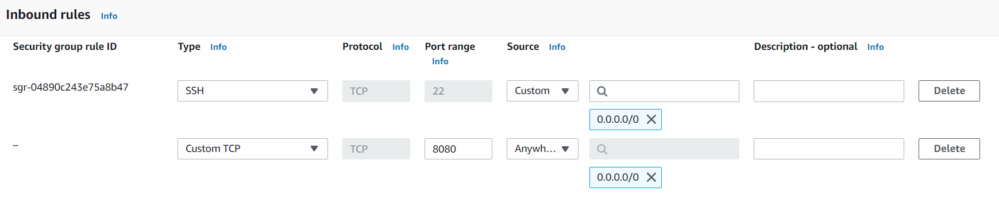 Inbound rules Info
Security group rule ID Type Info Protocol Info Port range Info Source Info Description - optional Info
sgr-04890c243e75a8b47 SSH TCP 22 Custom Delete
0.0.0.0/0
– Custom TCP TCP 8080 Anywh... Delete
0.0.0.0/0